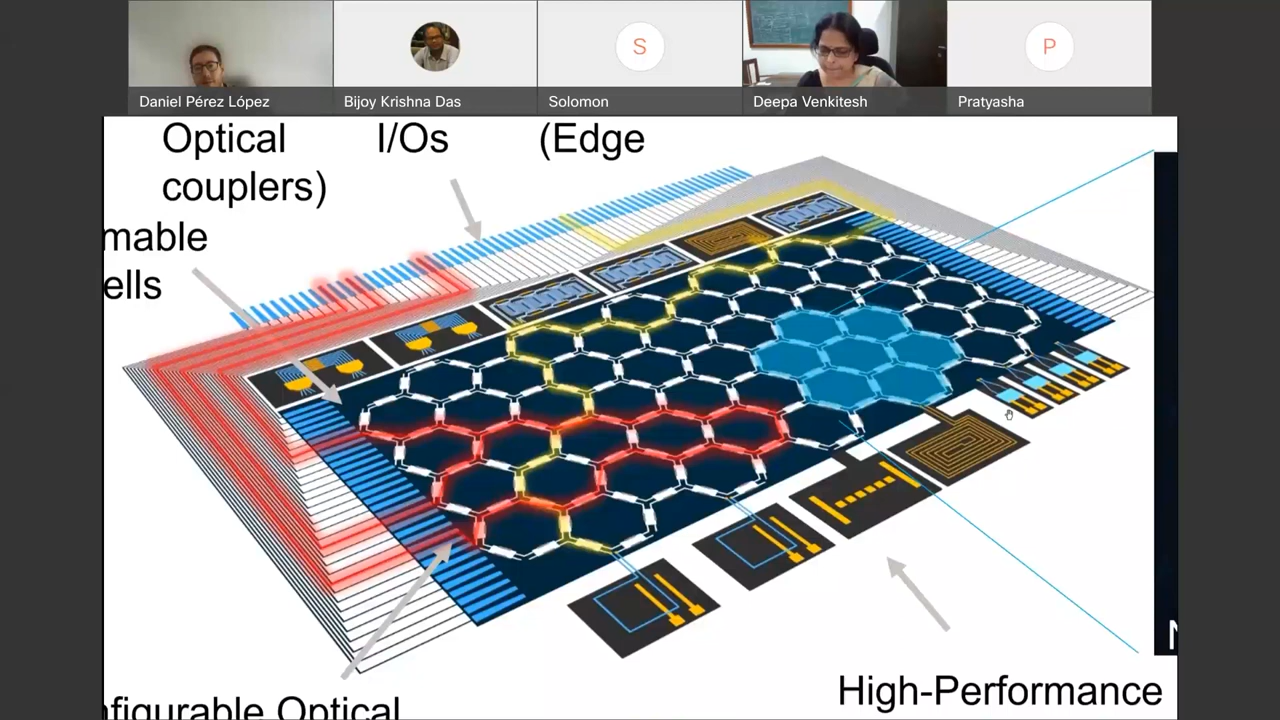 Daniel Pérez López
Bijoy Krishna Das
S
Solomon
Deepa Venkitesh
P
Pratyasha
Optical I/Os (Edge
couplers)
mable
ells
nfigurable Optical
High-Performance